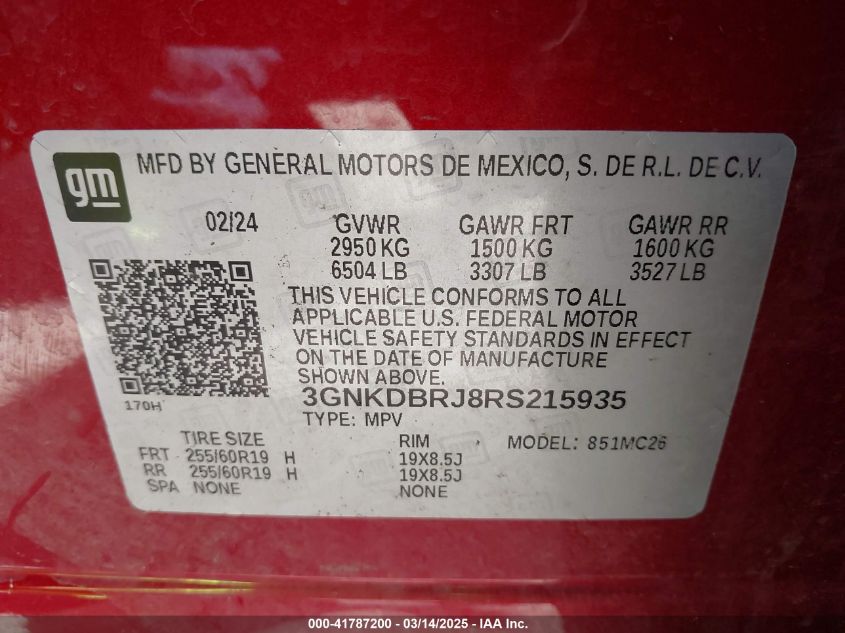 gm
MFD BY GENERAL MOTORS DE MEXICO, S. DE R.L. DE C.V.
02/24 GVWR GAWR FRT GAWR RR
2950 KG 1500 KG 1600 KG
6504 LB 3307 LB 3527 LB
THIS VEHICLE CONFORMS TO ALL
APPLICABLE U.S. FEDERAL MOTOR
VEHICLE SAFETY STANDARDS IN EFFECT
ON THE DATE OF MANUFACTURE
SHOWN ABOVE.
170H
3GNKDBRJ8RS215935
TYPE: MPV
TIRE SIZE RIM MODEL: 851MC26
FRT 255/60R19 H 19X8.5J
RR 255/60R19 H 19X8.5J
SPA NONE NONE
000-41787200 - 03/14/2025 - IAA Inc.